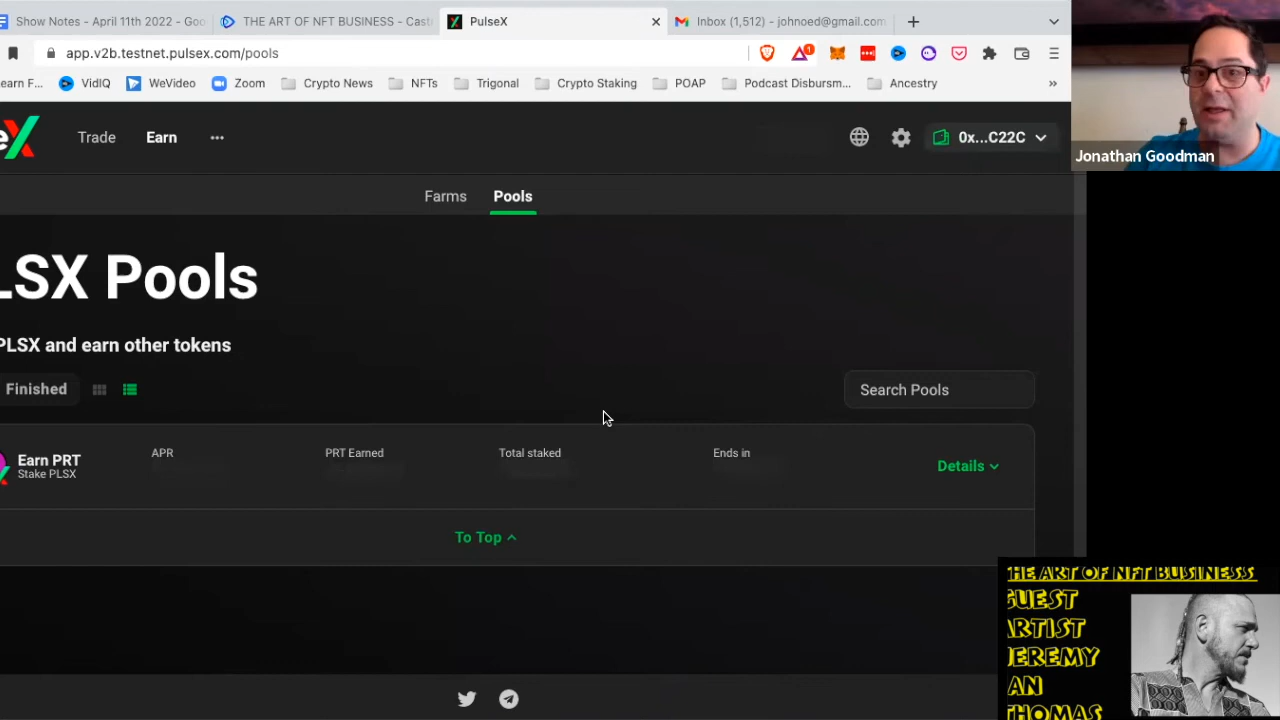 Show Notes - April 11th 2022 - Goo
THE ART OF NFT BUSINESS - Cast
PulseX
Inbox (1,512) - johnoed@gmail.com
app.v2b.testnet.pulsex.com/pools
1
earn F...
VidIQ
WeVideo
Zoom
Crypto News
NFTs
Trigonal
Crypto Staking
POAP
Podcast Disbursm...
Ancestry
»
eX
Trade
Earn
0x...C22C
Jonathan Goodman
Farms
Pools
LSX Pools
PLSX and earn other tokens
Finished
Search Pools
Earn PRT
Stake PLSX
APR
PRT Earned
Total staked
Ends in
Details
To Top
THE ART OF NFT BUSINESS
GUEST
ARTIST
JEREMY
IAN
THOMAS